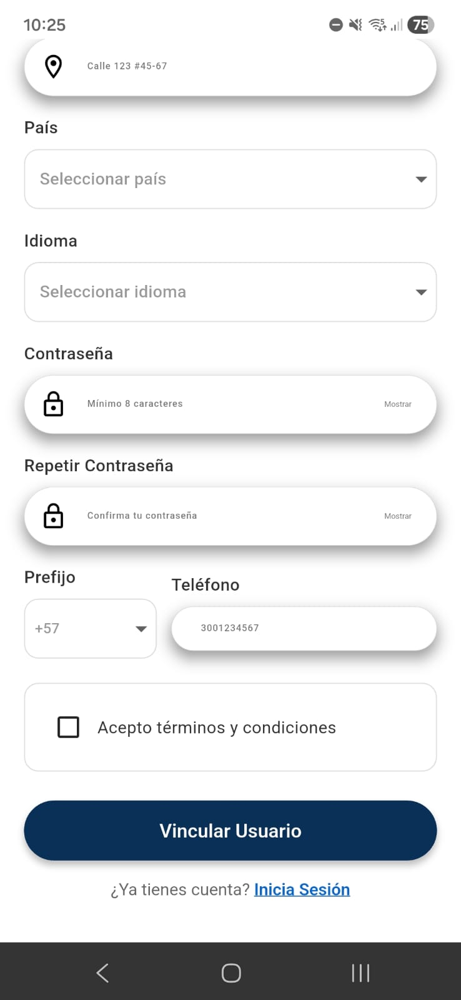 10:25
75
Calle 123 #45-67
País
Seleccionar país
Idioma
Seleccionar idioma
Contraseña
Mínimo 8 caracteres
Mostrar
Repetir Contraseña
Confirma tu contraseña
Mostrar
Prefijo
Teléfono
+57
3001234567
Acepto términos y condiciones
Vincular Usuario
¿Ya tienes cuenta? Inicia Sesión